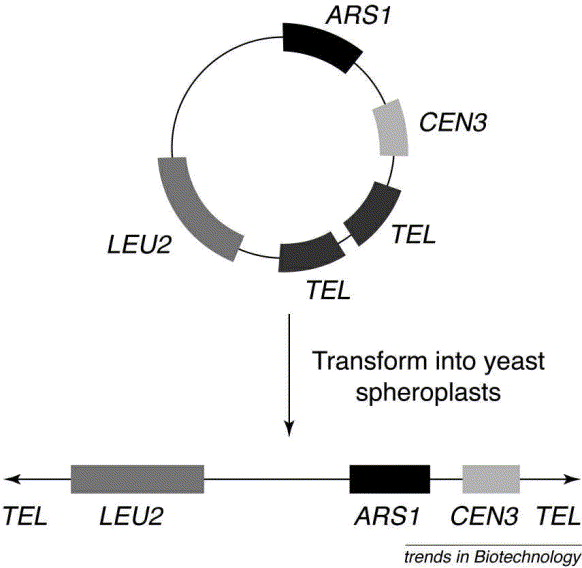 ARS1
CEN3
TEL
LEU2
TEL
Transform into yeast
spheroplasts
TEL LEU2 ARS1 CEN3 TEL
trends in Biotechnology